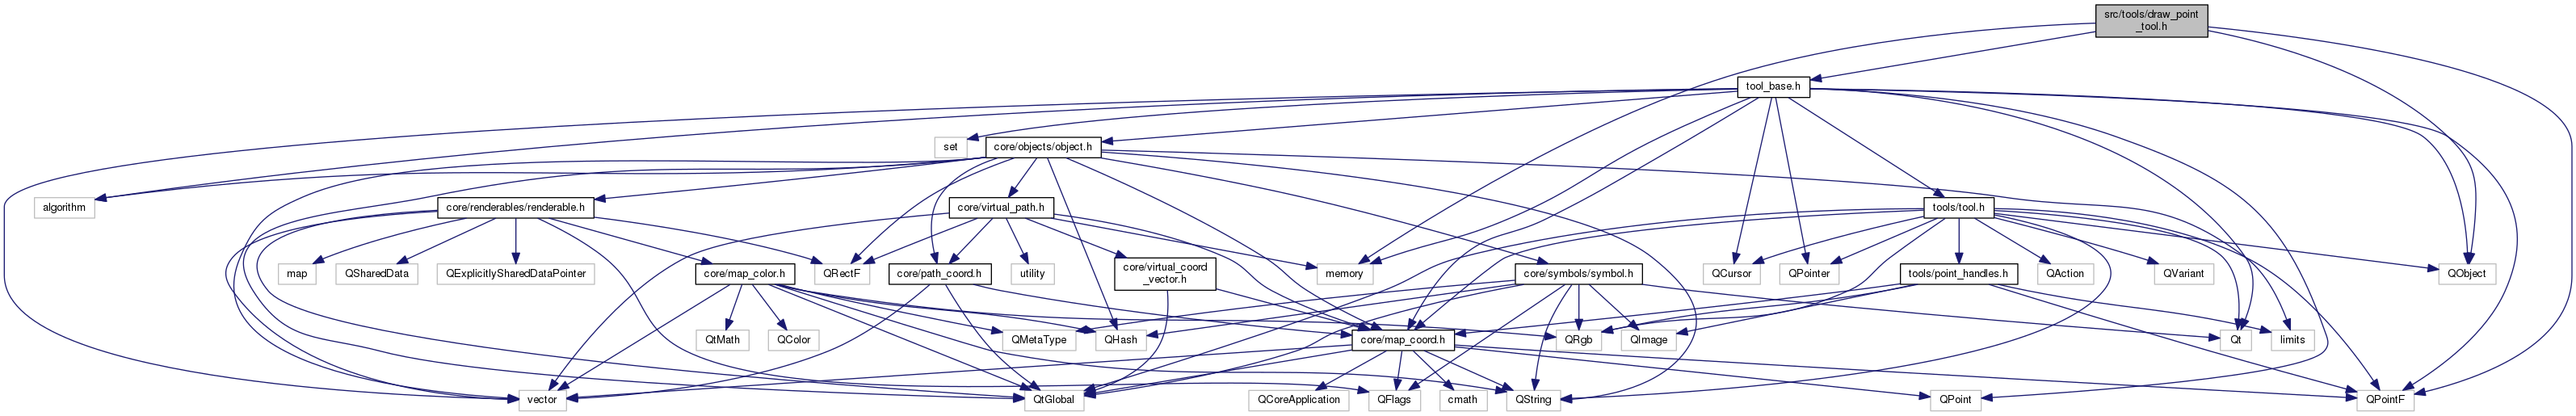 src/tools/draw_point
_tool.h
tool_base.h
set
core/objects/object.h
algorithm
core/renderables/renderable.h
core/virtual_path.h
tools/tool.h
map
QSharedData
QExplicitlySharedDataPointer
core/map_color.h
QRectF
core/path_coord.h
utility
core/virtual_coord
_vector.h
memory
core/symbols/symbol.h
QCursor
QPointer
tools/point_handles.h
QAction
QVariant
QObject
QtMath
QColor
QMetaType
QHash
core/map_coord.h
QRgb
QImage
Qt
limits
vector
QtGlobal
QCoreApplication
QFlags
cmath
QString
QPoint
QPointF